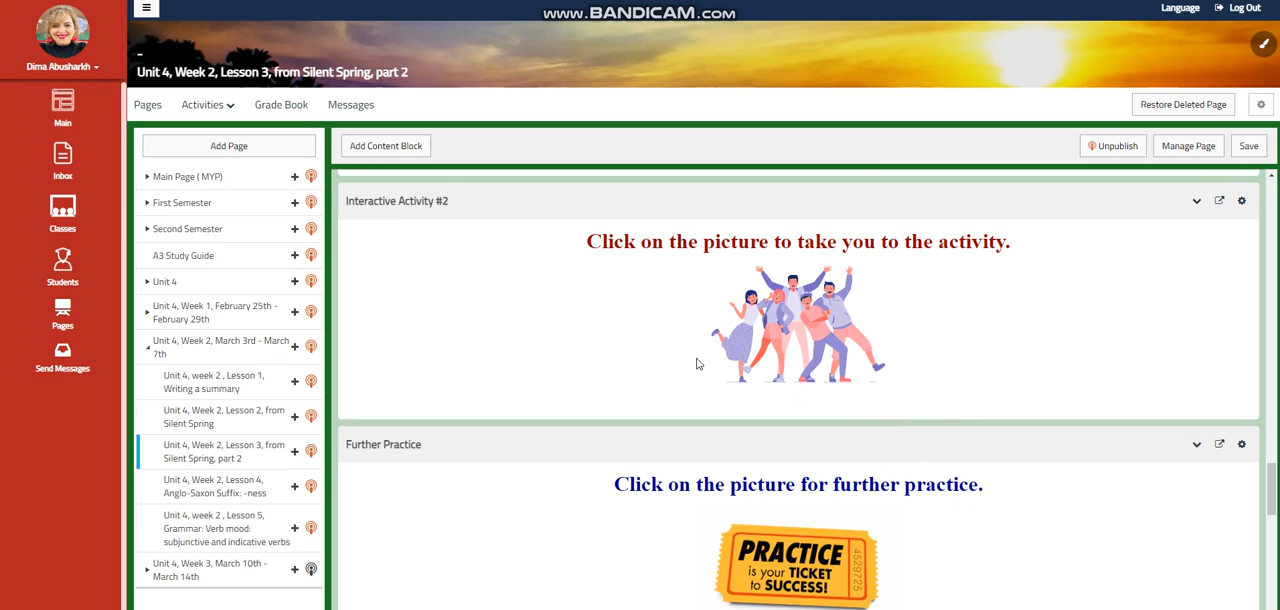 www.BANDICAM.com
Language
Log Out
Dima Abusharkh
-
Unit 4, Week 2, Lesson 3, from Silent Spring, part 2
Pages
Activities
Grade Book
Messages
Restore Deleted Page
Main
Inbox
Classes
Students
Pages
Send Messages
Add Page
Main Page ( MYP)
First Semester
Second Semester
A3 Study Guide
Unit 4
Unit 4, Week 1, February 25th -
February 29th
Unit 4, Week 2, March 3rd - March
7th
Unit 4, week 2 , Lesson 1,
Writing a summary
Unit 4, Week 2, Lesson 2, from
Silent Spring
Unit 4, Week 2, Lesson 3, from
Silent Spring, part 2
Unit 4, Week 2, Lesson 4,
Anglo-Saxon Suffix: -ness
Unit 4, week 2 , Lesson 5,
Grammar: Verb mood:
subjunctive and indicative verbs
Unit 4, Week 3, March 10th -
March 14th
Add Content Block
Unpublish
Manage Page
Save
Interactive Activity #2
Click on the picture to take you to the activity.
Further Practice
Click on the picture for further practice.
PRACTICE
is your TICKET
to SUCCESS!
4529725